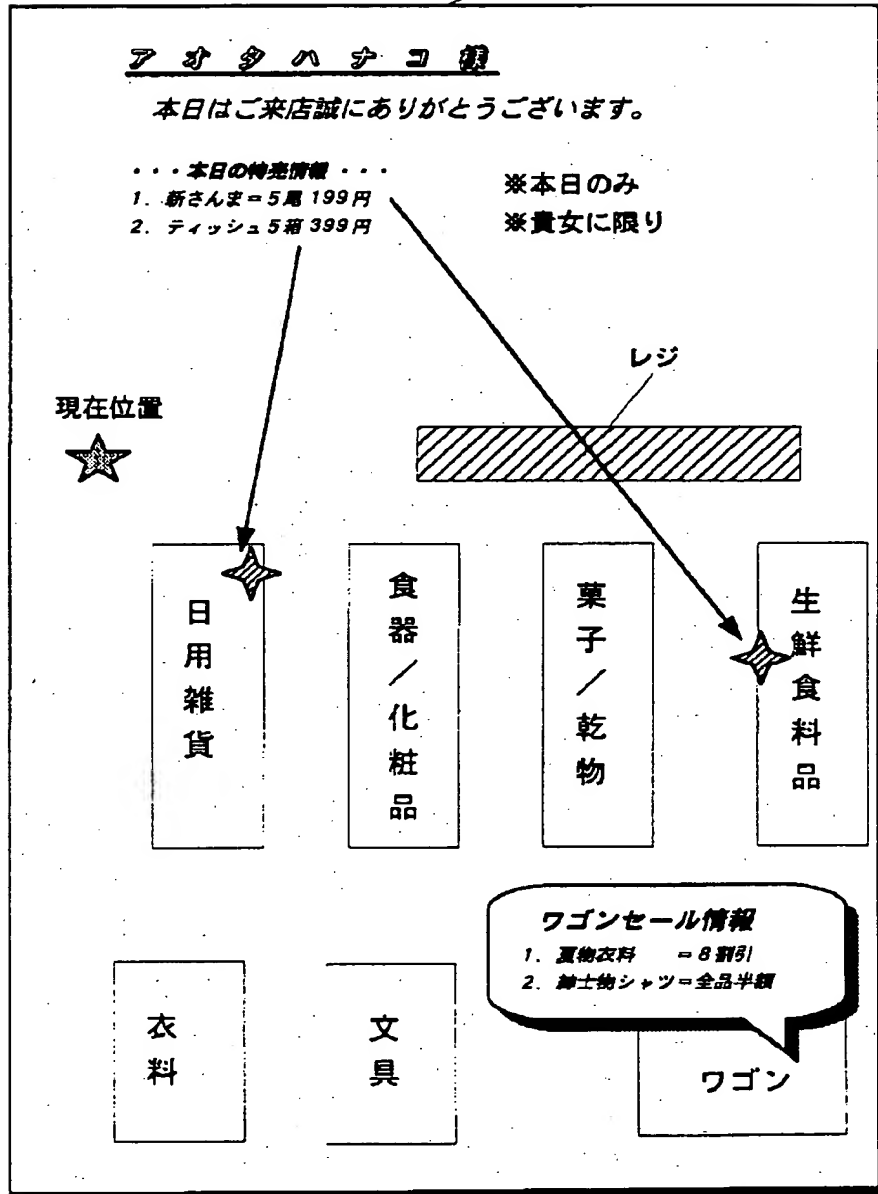 アオタハナコ様
本日はご来店誠にありがとうございます。
・・・本日の特売情報・・・
1. 新さんま=5尾 199円
2. ティッシュ5箱 399円
※本日のみ
※貴女に限り
レジ
現在位置
日用雑貨
食器/化粧品
菓子/乾物
生鮮食料品
ワゴンセール情報
1. 夏物衣料 =8割引
2. 紳士物シャツ=全品半額
衣料
文具
ワゴン